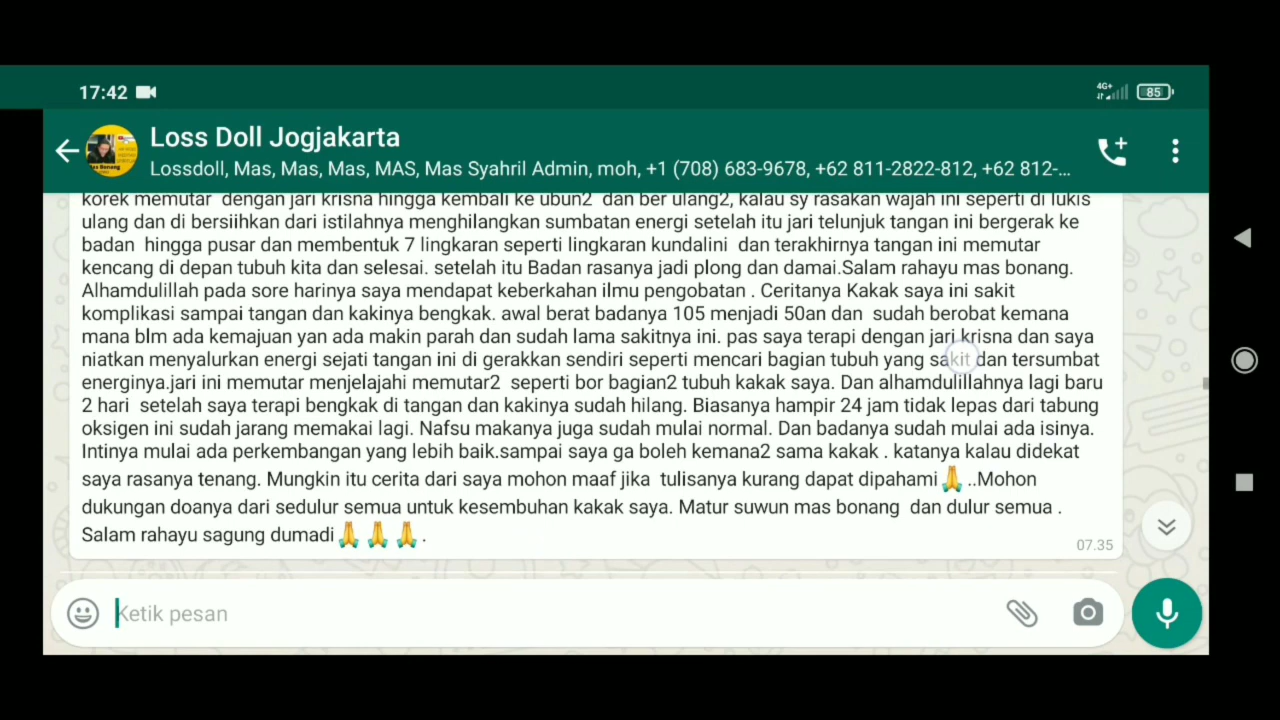 17:42
4G+
85
Loss Doll Jogjakarta
Lossdoll, Mas, Mas, Mas, MAS, Mas Syahril Admin, moh, +1 (708) 683-9678, +62 811-2822-812, +62 812-...
korek memutar dengan jari krisna hingga kembali ke ubun2 dan ber ulang2, kalau sy rasakan wajah ini seperti di lukis
ulang dan di bersiihkan dari istilahnya menghilangkan sumbatan energi setelah itu jari telunjuk tangan ini bergerak ke
badan hingga pusar dan membentuk 7 lingkaran seperti lingkaran kundalini dan terakhirnya tangan ini memutar
kencang di depan tubuh kita dan selesai. setelah itu Badan rasanya jadi plong dan damai.Salam rahayu mas bonang.
Alhamdulillah pada sore harinya saya mendapat keberkahan ilmu pengobatan . Ceritanya Kakak saya ini sakit
komplikasi sampai tangan dan kakinya bengkak. awal berat badanya 105 menjadi 50an dan sudah berobat kemana
mana blm ada kemajuan yan ada makin parah dan sudah lama sakitnya ini. pas saya terapi dengan jari krisna dan saya
niatkan menyalurkan energi sejati tangan ini di gerakkan sendiri seperti mencari bagian tubuh yang sakit dan tersumbat
energinya.jari ini memutar menjelajahi memutar2 seperti bor bagian2 tubuh kakak saya. Dan alhamdulillahnya lagi baru
2 hari setelah saya terapi bengkak di tangan dan kakinya sudah hilang. Biasanya hampir 24 jam tidak lepas dari tabung
oksigen ini sudah jarang memakai lagi. Nafsu makanya juga sudah mulai normal. Dan badanya sudah mulai ada isinya.
Intinya mulai ada perkembangan yang lebih baik.sampai saya ga boleh kemana2 sama kakak . katanya kalau didekat
saya rasanya tenang. Mungkin itu cerita dari saya mohon maaf jika tulisanya kurang dapat dipahami🙏..Mohon
dukungan doanya dari sedulur semua untuk kesembuhan kakak saya. Matur suwun mas bonang dan dulur semua .
Salam rahayu sagung dumadi🙏 🙏 🙏 .
07.35
Ketik pesan